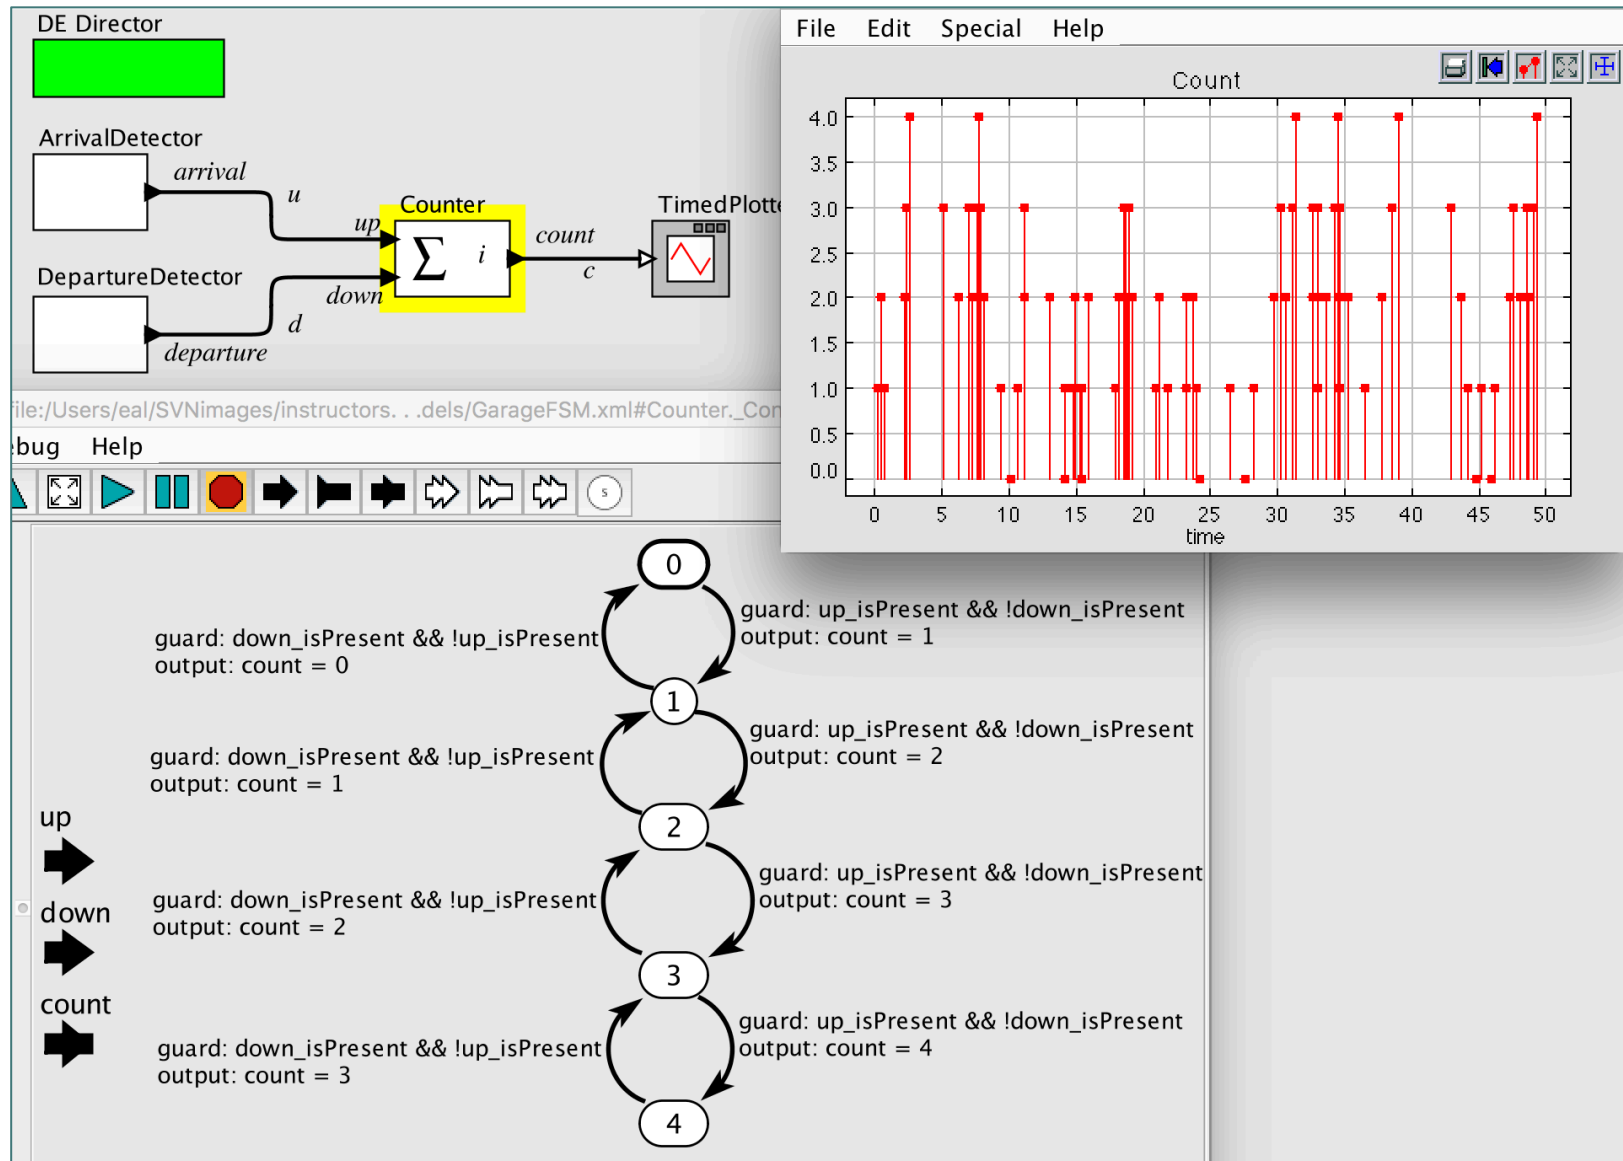 DE Director
ArrivalDetector
arrival
u
up
Counter
Σ i
count
c
TimedPlotte
DepartureDetector
down
d
departure
File Edit Special Help
Count
4.0
3.5
3.0
2.5
2.0
1.5
1.0
0.5
0.0
0 5 10 15 20 25 30 35 40 45 50
time
file:/Users/eal/SVNimages/instructors. . .dels/GarageFSM.xml#Counter._Con
ebug Help
s
0
guard: up_isPresent && !down_isPresent
output: count = 1
guard: down_isPresent && !up_isPresent
output: count = 0
1
guard: up_isPresent && !down_isPresent
output: count = 2
guard: down_isPresent && !up_isPresent
output: count = 1
2
guard: up_isPresent && !down_isPresent
output: count = 3
guard: down_isPresent && !up_isPresent
output: count = 2
3
guard: up_isPresent && !down_isPresent
output: count = 4
guard: down_isPresent && !up_isPresent
output: count = 3
4
up
down
count